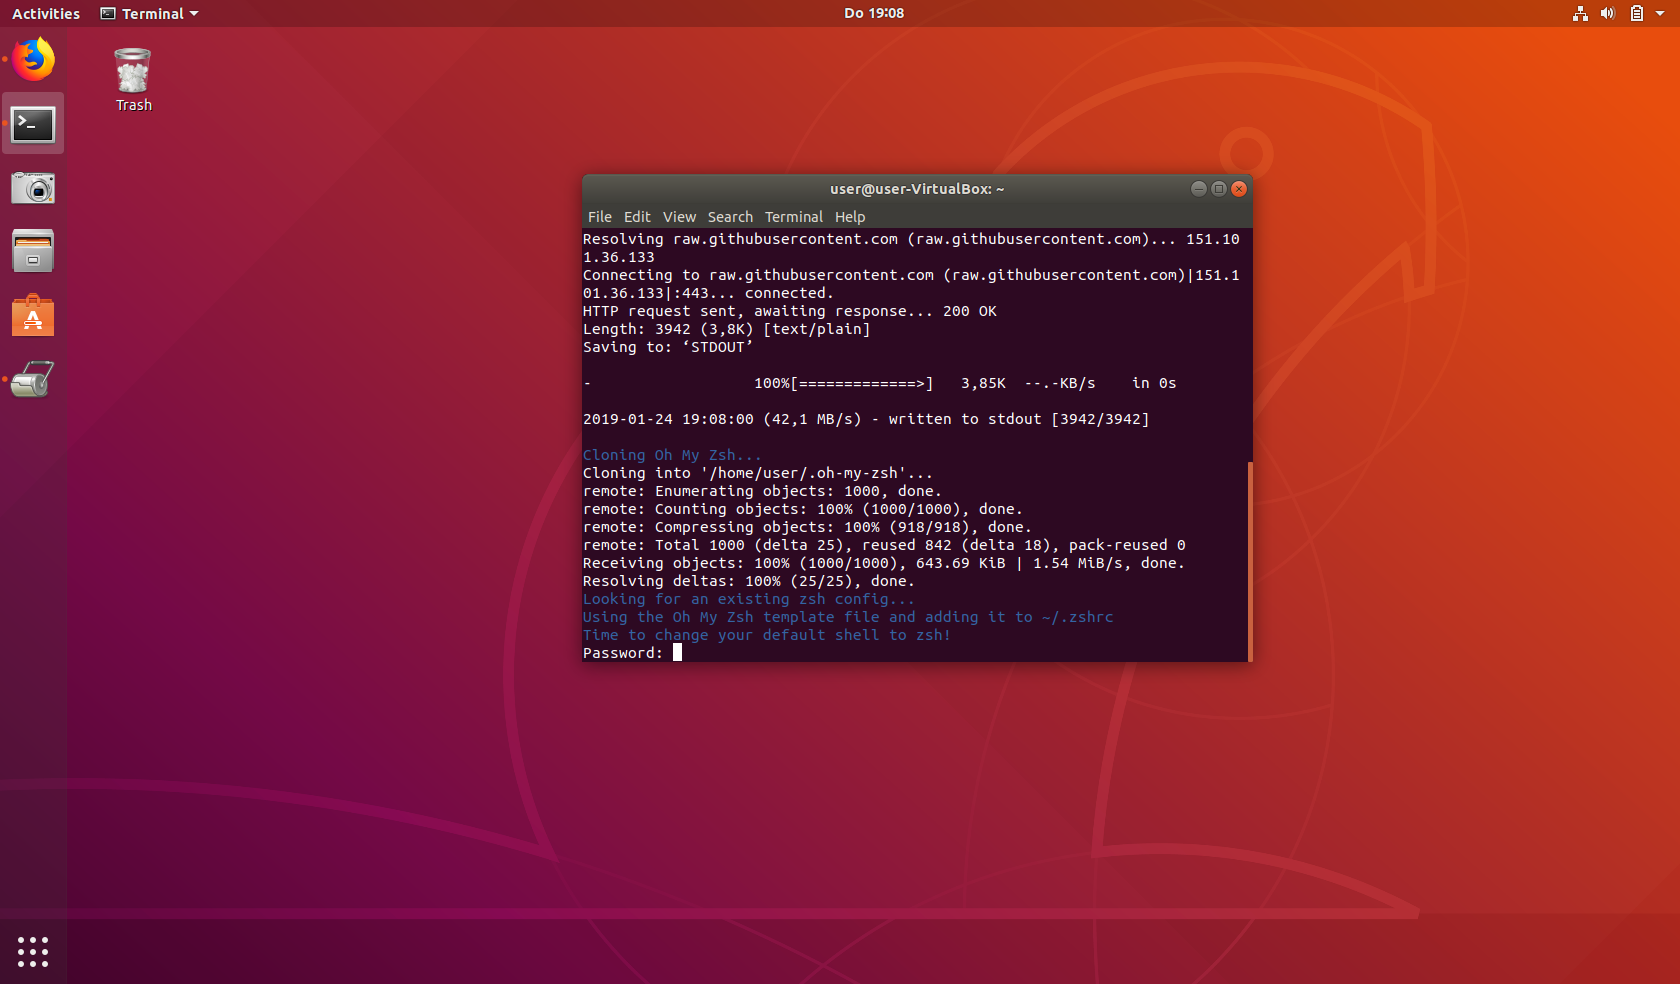 Activities
Terminal
Do 19:08
Trash
user@user-VirtualBox: ~
File Edit View Search Terminal Help
Resolving raw.githubusercontent.com (raw.githubusercontent.com)... 151.10
1.36.133
Connecting to raw.githubusercontent.com (raw.githubusercontent.com)|151.1
01.36.133|:443... connected.
HTTP request sent, awaiting response... 200 OK
Length: 3942 (3,8K) [text/plain]
Saving to: ‘STDOUT’
-                   100%[=============>]   3,85K  --.-KB/s    in 0s
2019-01-24 19:08:00 (42,1 MB/s) - written to stdout [3942/3942]
Cloning Oh My Zsh...
Cloning into '/home/user/.oh-my-zsh'...
remote: Enumerating objects: 1000, done.
remote: Counting objects: 100% (1000/1000), done.
remote: Compressing objects: 100% (918/918), done.
remote: Total 1000 (delta 25), reused 842 (delta 18), pack-reused 0
Receiving objects: 100% (1000/1000), 643.69 KiB | 1.54 MiB/s, done.
Resolving deltas: 100% (25/25), done.
Looking for an existing zsh config...
Using the Oh My Zsh template file and adding it to ~/.zshrc
Time to change your default shell to zsh!
Password: